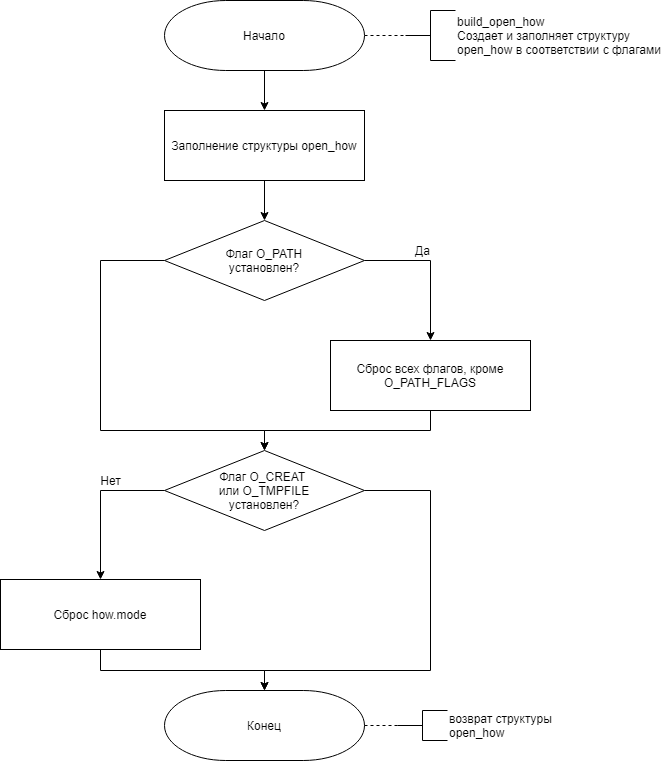 Начало
build_open_how
Создает и заполняет структуру
open_how в соответствии с флагами
Заполнение структуры open_how
Флаг O_PATH
установлен?
Да
Сброс всех флагов, кроме
O_PATH_FLAGS
Флаг O_CREAT
или O_TMPFILE
установлен?
Нет
Сброс how.mode
Конец
возврат структуры
open_how